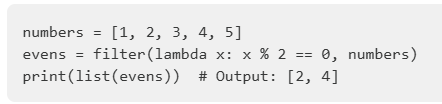 numbers = [1, 2, 3, 4, 5]
evens = filter(lambda x: x % 2 == 0, numbers)
print(list(evens))  # Output: [2, 4]